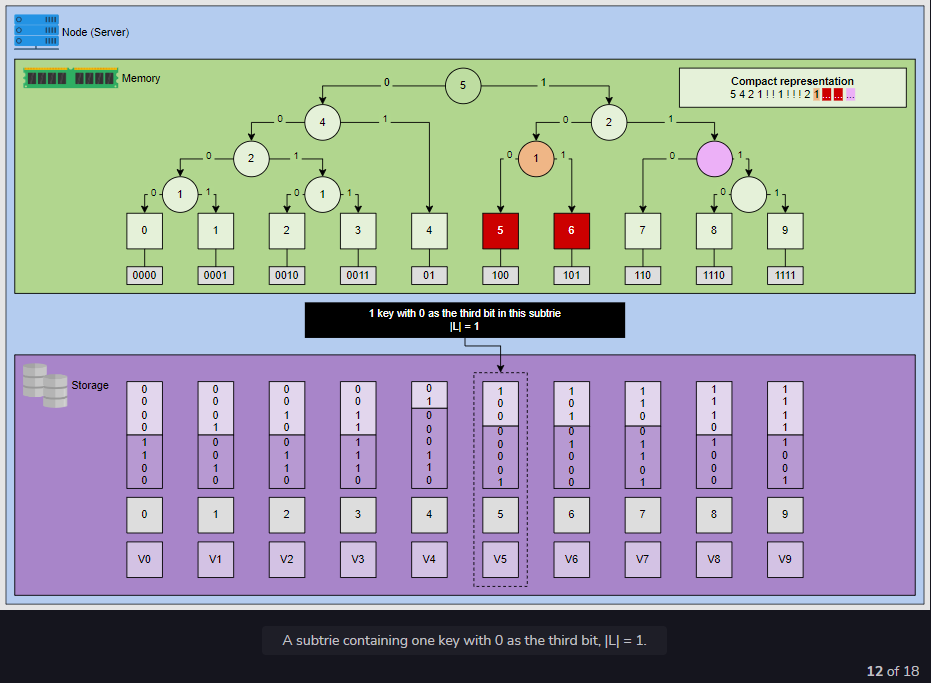 Node (Server)
Memory
Compact representation
5 4 2 1 ! ! 1 ! ! ! 2 1 ... ... ...
0 5 1
0 4 1 0 2 1
0 2 1 0 1 1 0 1
0 1 1 0 1 1 0 1
0 1 2 3 4 5 6 7 8 9
0000 0001 0010 0011 01 100 101 110 1110 1111
1 key with 0 as the third bit in this subtrie
|L| = 1
Storage
0 0 0 0 0 1 1 1 1 1
0 0 0 0 1 0 0 1 1 1
0 0 1 1 0 0 1 0 1 1
0 1 0 1 0 0 0 0 0 1
1 0 0 1 0 0 1 1 1 1
1 0 1 1 1 0 0 1 0 0
0 1 1 1 1 0 0 0 0 0
0 0 0 0 0 1 0 1 0 1
0 1 2 3 4 5 6 7 8 9
V0 V1 V2 V3 V4 V5 V6 V7 V8 V9
A subtrie containing one key with 0 as the third bit, |L| = 1.
12 of 18